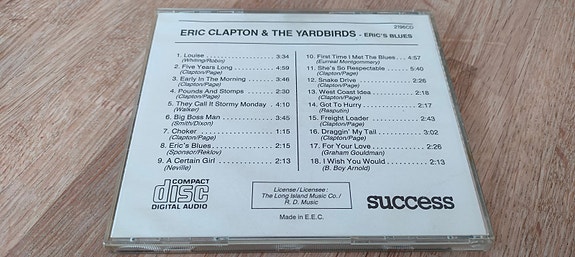 2196CD
ERIC CLAPTON & THE YARDBIRDS - ERIC'S BLUES
1. Louise . . . . . . . . . . . . . . . . . 3:34
(Whiting/Robin)
2. Five Years Long . . . . . . . . . . 4:59
(Clapton/Page)
3. Early In The Morning . . . . . . 3:46
(Clapton/Page)
4. Pounds And Stomps . . . . . . 2:30
(Clapton/Page)
5. They Call It Stormy Monday . 4:10
(Walker)
6. Big Boss Man . . . . . . . . . . . 3:45
(Smith/Dixon)
7. Choker . . . . . . . . . . . . . . . . 1:15
(Clapton/Page)
8. Eric's Blues . . . . . . . . . . . . . 2:15
(Sponsor/Reklov)
9. A Certain Girl . . . . . . . . . . . . 2:13
(Neville)
10. First Time I Met The Blues . . . 4:57
(Eurreal Montgommery)
11. She's So Respectable . . . . . . 5:40
(Clapton/Page)
12. Snake Drive . . . . . . . . . . . . . 2:26
(Clapton/Page)
13. West Coast Idea . . . . . . . . . . 2:18
(Clapton/Page)
14. Got To Hurry . . . . . . . . . . . . 2:17
(Rasputin)
15. Freight Loader . . . . . . . . . . . 2:43
(Clapton/Page)
16. Draggin' My Tail . . . . . . . . . . 3:02
(Clapton/Page)
17. For Your Love . . . . . . . . . . . . 2:26
(Graham Gouldman)
18. I Wish You Would . . . . . . . . . 2:13
(B. Boy Arnold)
COMPACT
disc
DIGITAL AUDIO
License / Licensee :
The Long Island Music Co. /
R. D. Music
Made in E.E.C.
success